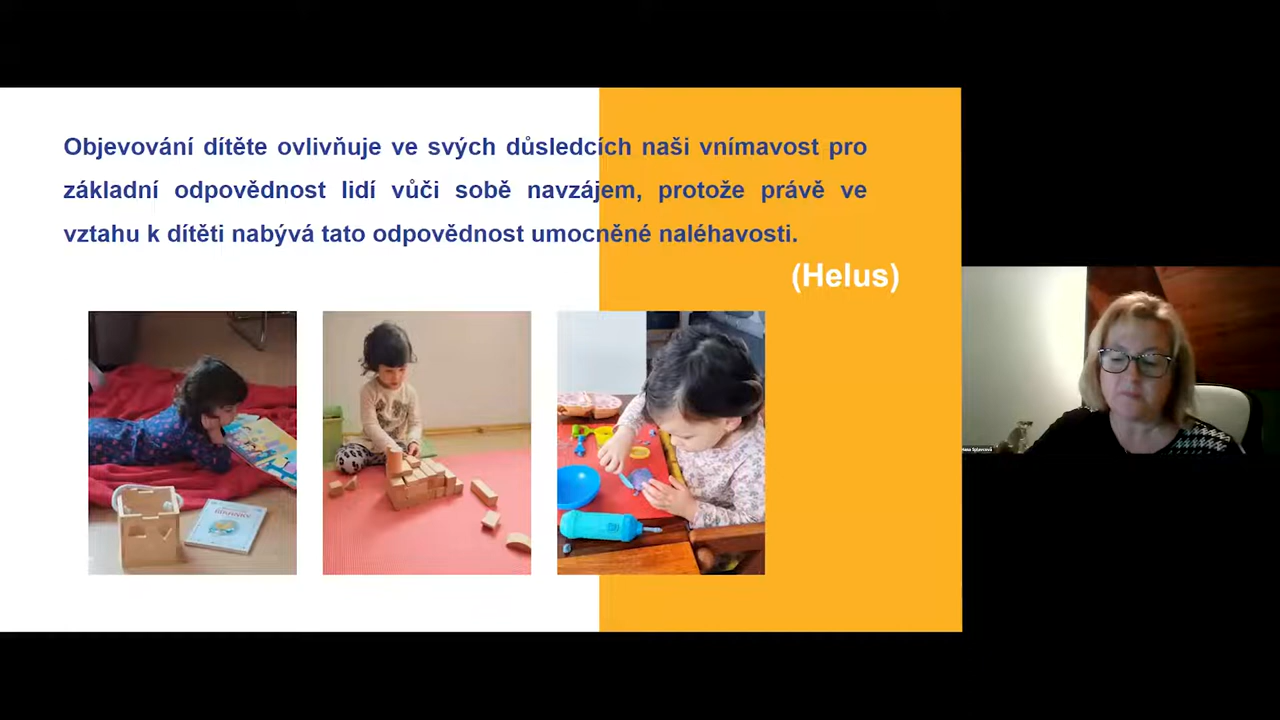 Objevování dítěte ovlivňuje ve svých důsledcích naši vnímavost pro
základní odpovědnost lidí vůči sobě navzájem, protože právě ve
vztahu k dítěti nabývá tato odpovědnost umocněné naléhavosti.
(Helus)